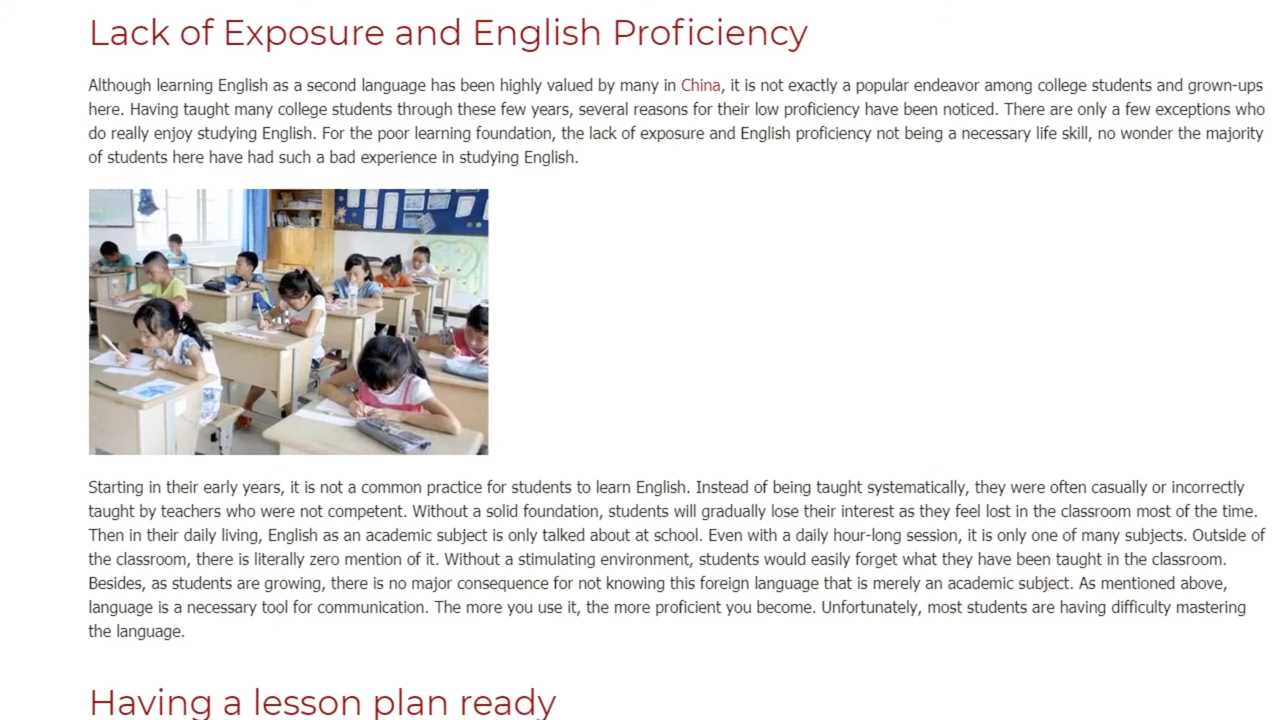 Lack of Exposure and English Proficiency
Although learning English as a second language has been highly valued by many in China, it is not exactly a popular endeavor among college students and grown-ups
here. Having taught many college students through these few years, several reasons for their low proficiency have been noticed. There are only a few exceptions who
do really enjoy studying English. For the poor learning foundation, the lack of exposure and English proficiency not being a necessary life skill, no wonder the majority
of students here have had such a bad experience in studying English.
Starting in their early years, it is not a common practice for students to learn English. Instead of being taught systematically, they were often casually or incorrectly
taught by teachers who were not competent. Without a solid foundation, students will gradually lose their interest as they feel lost in the classroom most of the time.
Then in their daily living, English as an academic subject is only talked about at school. Even with a daily hour-long session, it is only one of many subjects. Outside of
the classroom, there is literally zero mention of it. Without a stimulating environment, students would easily forget what they have been taught in the classroom.
Besides, as students are growing, there is no major consequence for not knowing this foreign language that is merely an academic subject. As mentioned above,
language is a necessary tool for communication. The more you use it, the more proficient you become. Unfortunately, most students are having difficulty mastering
the language.
Having a lesson plan ready